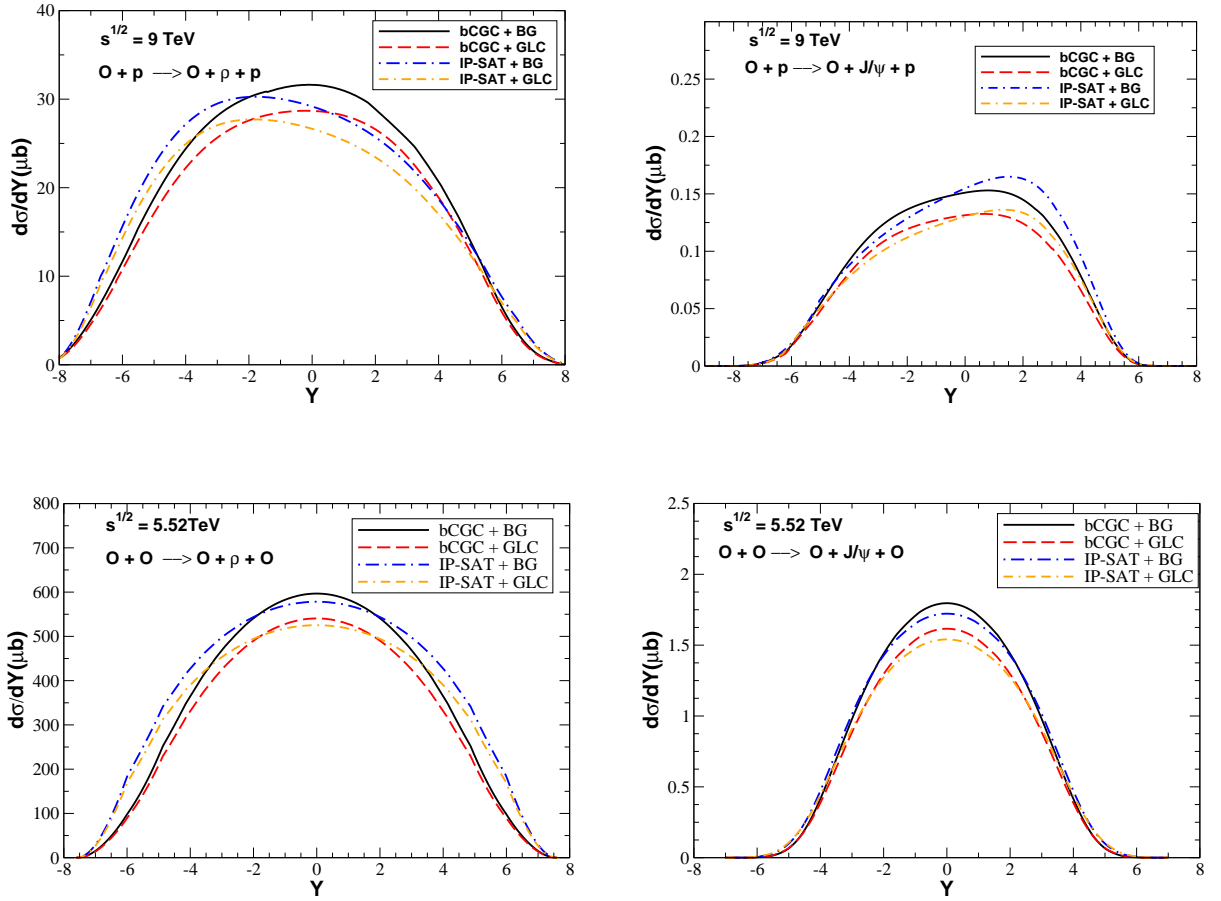 s^1/2 = 9 TeV
O + p —> O + ρ + p
bCGC + BG
bCGC + GLC
IP-SAT + BG
IP-SAT + GLC
40
30
20
10
0
dσ/dY(μb)
-8 -6 -4 -2 0 2 4 6 8
Y
s^1/2 = 9 TeV
O + p —> O + J/ψ + p
bCGC + BG
bCGC + GLC
IP-SAT + BG
IP-SAT + GLC
0.25
0.2
0.15
0.1
0.05
0
dσ/dY(μb)
-8 -6 -4 -2 0 2 4 6 8
Y
s^1/2 = 5.52TeV
O + O —> O + ρ + O
bCGC + BG
bCGC + GLC
IP-SAT + BG
IP-SAT + GLC
800
700
600
500
400
300
200
100
0
dσ/dY(μb)
-8 -6 -4 -2 0 2 4 6 8
Y
s^1/2 = 5.52 TeV
O + O —> O + J/ψ + O
bCGC + BG
bCGC + GLC
IP-SAT + BG
IP-SAT + GLC
2.5
2
1.5
1
0.5
0
dσ/dY(μb)
-8 -6 -4 -2 0 2 4 6 8
Y